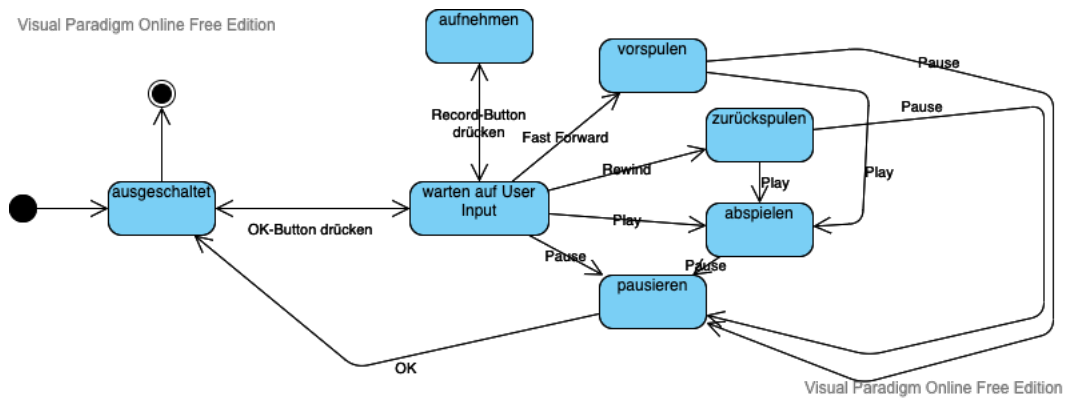 Visual Paradigm Online Free Edition
aufnehmen
vorspulen
Pause
Record-Button
drücken
Pause
zurückspulen
Fast Forward
Rewind
ausgeschaltet
warten auf User
Input
Play
Play
abspielen
Play
OK-Button drücken
Pause
Pause
pausieren
OK
Visual Paradigm Online Free Edition